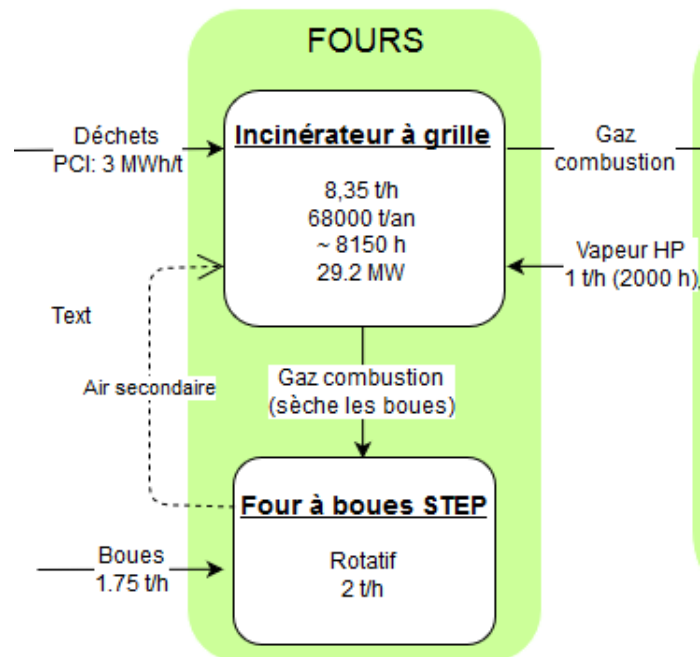 FOURS
Déchets
PCI: 3 MWh/t
Incinérateur à grille
8,35 t/h
68000 t/an
~ 8150 h
29.2 MW
Gaz
combustion
Vapeur HP
1 t/h (2000 h)
Text
Air secondaire
Gaz combustion
(sèche les boues)
Four à boues STEP
Rotatif
2 t/h
Boues
1.75 t/h